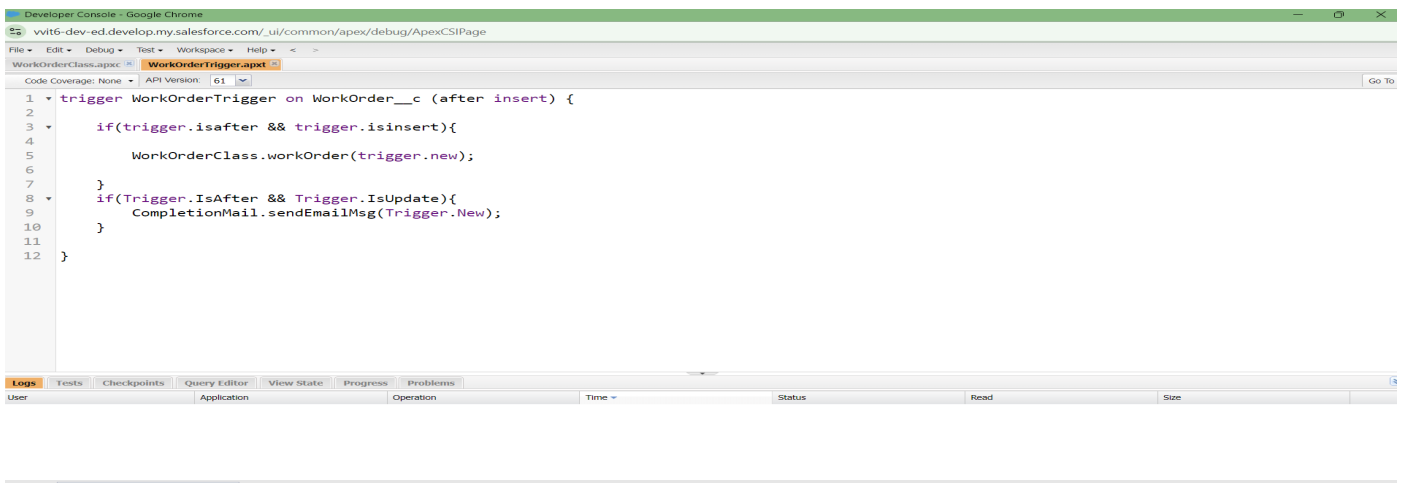 Developer Console - Google Chrome
vvit6-dev-ed.develop.my.salesforce.com/_ui/common/apex/debug/ApexCSIPage
File Edit Debug Test Workspace Help < >
WorkOrderClass.apxc WorkOrderTrigger.apxt
Code Coverage: None API Version: 61 Go To
1 trigger WorkOrderTrigger on WorkOrder__c (after insert) {
2
3 if(trigger.isafter && trigger.isinsert){
4
5 WorkOrderClass.workOrder(trigger.new);
6
7 }
8 if(Trigger.IsAfter && Trigger.IsUpdate){
9 CompletionMail.sendEmailMsg(Trigger.New);
10 }
11
12 }
Logs Tests Checkpoints Query Editor View State Progress Problems
User Application Operation Time Status Read Size